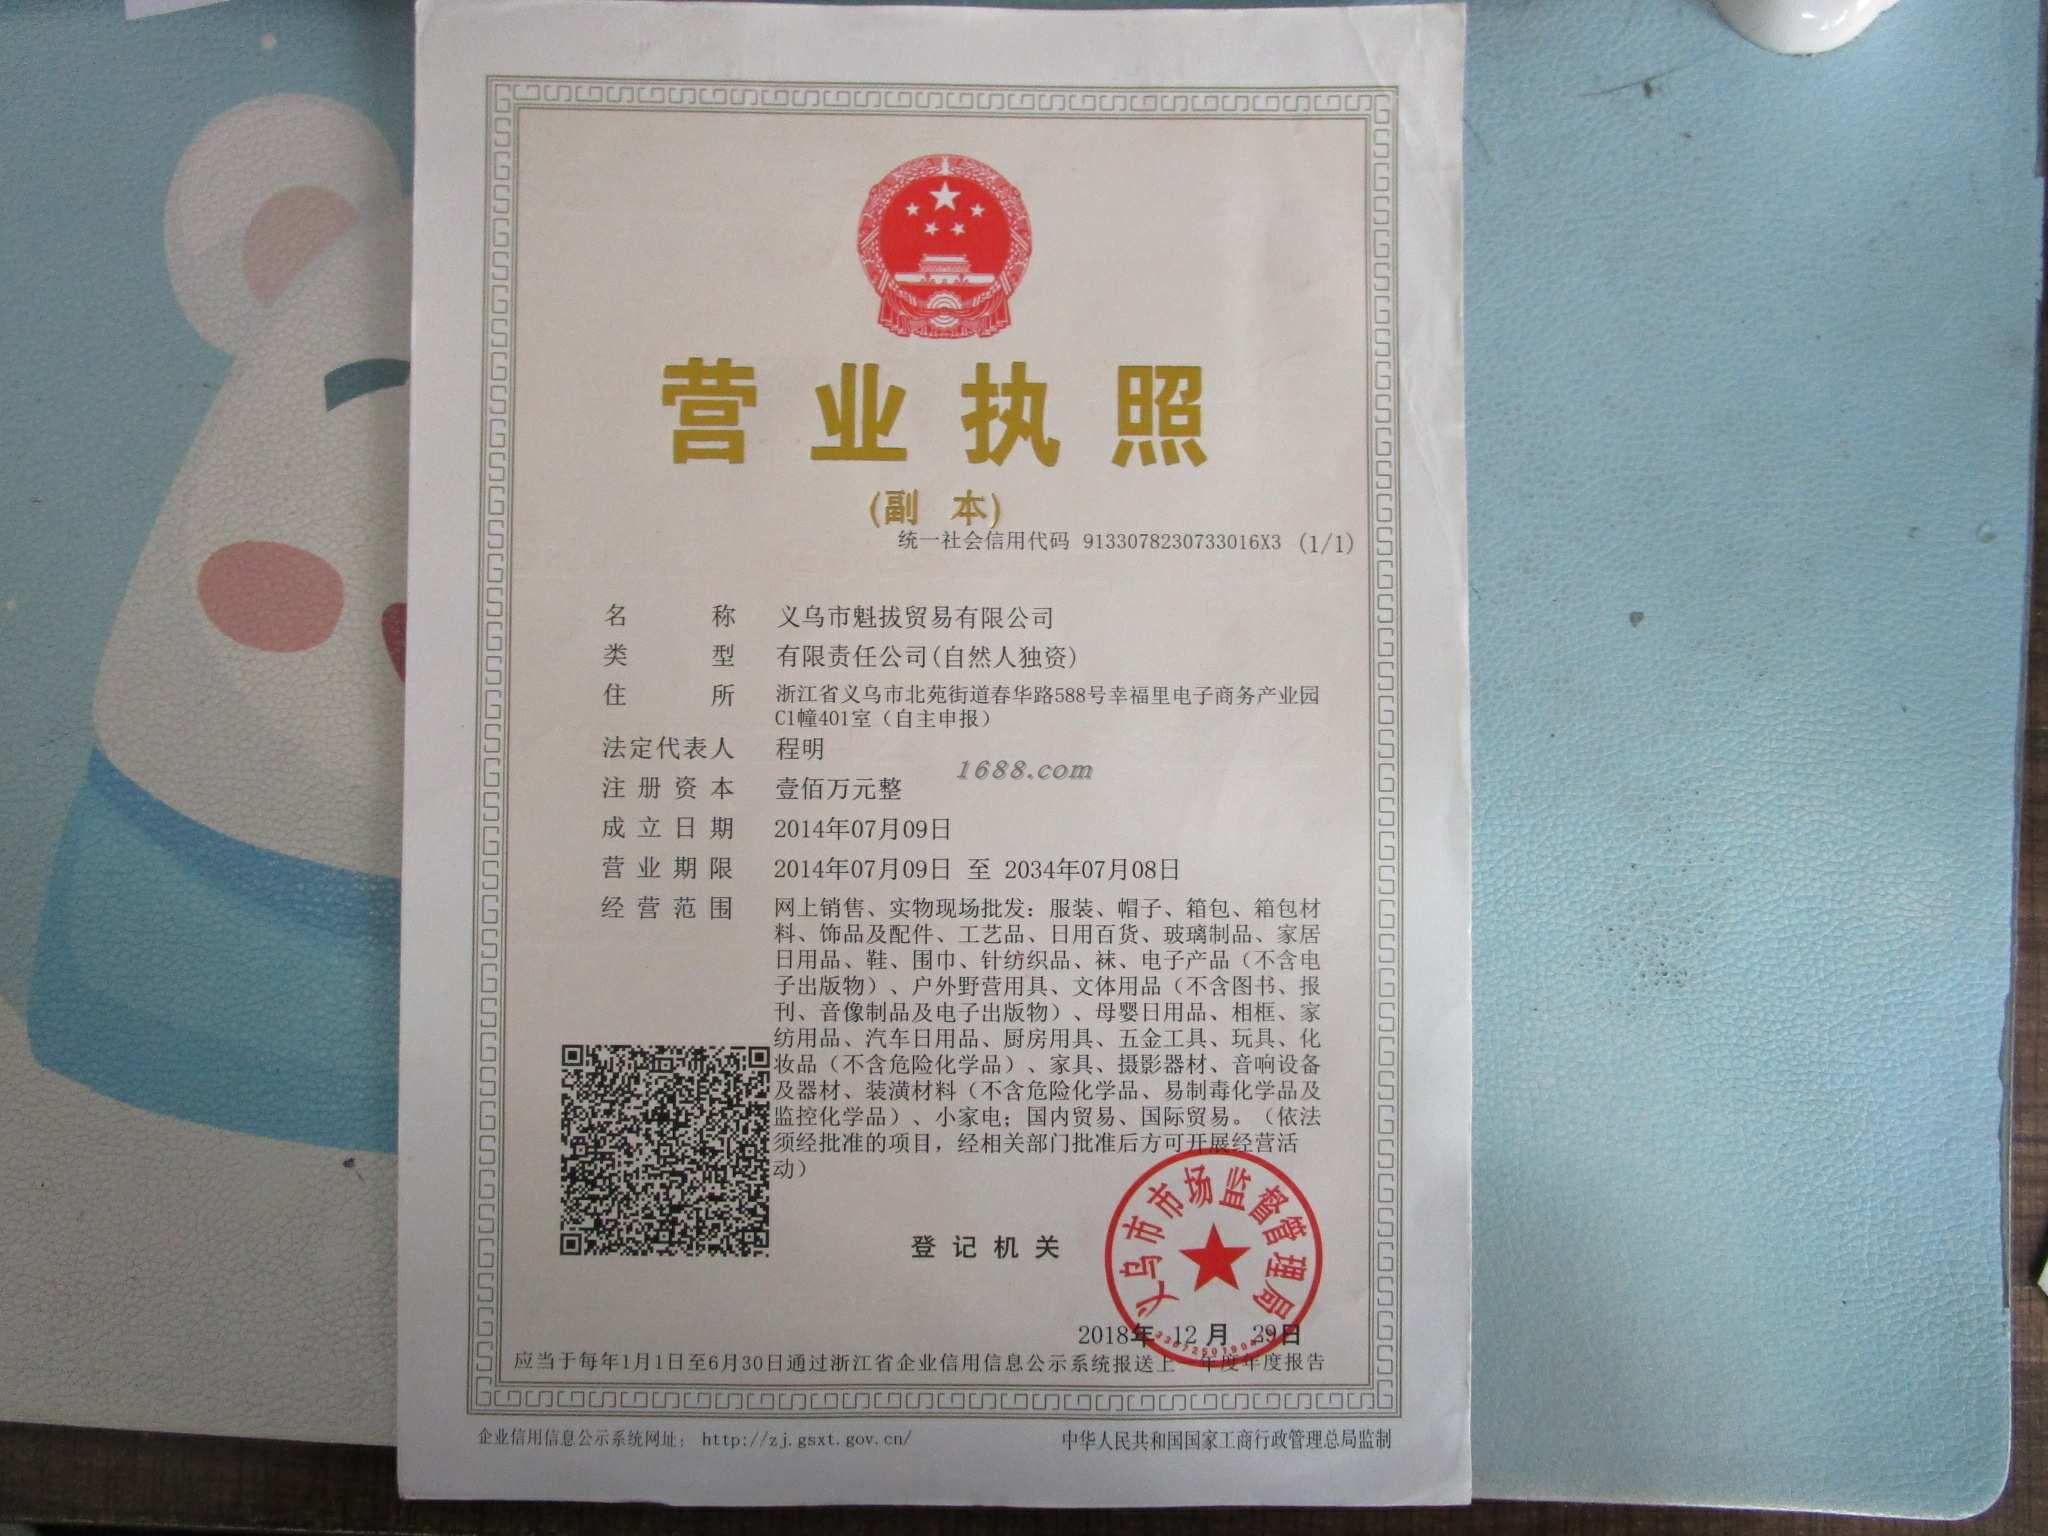 营业执照
(副 本)
统一社会信用代码 9133078230733016X3 (1/1)
名 称 义乌市魁拔贸易有限公司
类 型 有限责任公司(自然人独资)
住 所 浙江省义乌市北苑街道春华路588号幸福里电子商务产业园
C1幢401室（自主申报）
法定代表人 程明
1688.com
注册资本 壹佰万元整
成立日期 2014年07月09日
营业期限 2014年07月09日 至 2034年07月08日
经营范围 网上销售、实物现场批发：服装、帽子、箱包、箱包材
料、饰品及配件、工艺品、日用百货、玻璃制品、家居
日用品、鞋、围巾、针纺织品、袜、电子产品（不含电
子出版物）、户外野营用具、文体用品（不含图书、报
刊、音像制品及电子出版物）、母婴日用品、相框、家
纺用品、汽车日用品、厨房用具、五金工具、玩具、化
妆品（不含危险化学品）、家具、摄影器材、音响设备
及器材、装潢材料（不含危险化学品、易制毒化学品及
监控化学品）、小家电；国内贸易、国际贸易。（依法
须经批准的项目，经相关部门批准后方可开展经营活
动）
登记机关
义乌市市场监督管理局
2018年 12月 29日
应当于每年1月1日至6月30日通过浙江省企业信用信息公示系统报送上一年度年度报告
企业信用信息公示系统网址： http://zj.gsxt.gov.cn/
中华人民共和国国家工商行政管理总局监制